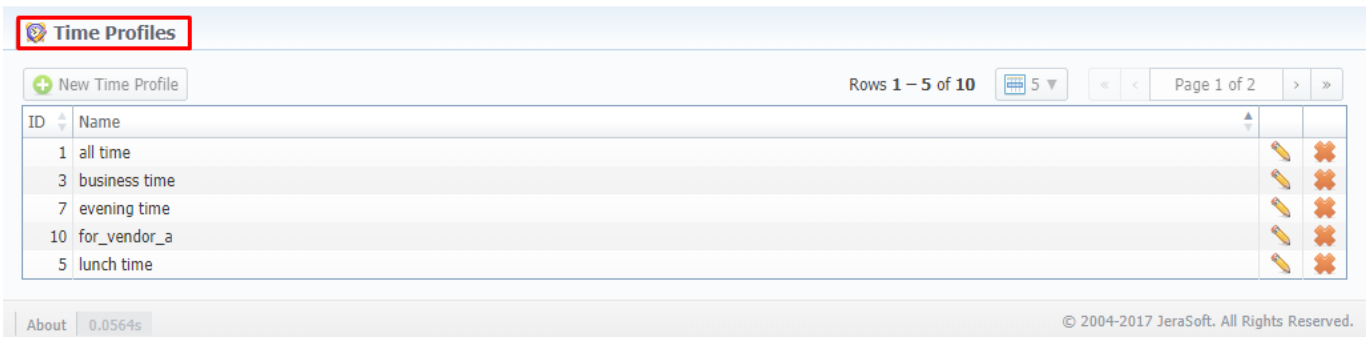 Time Profiles
New Time Profile Rows 1 – 5 of 10 5 ▼ « ‹ Page 1 of 2 › »
ID Name
1 all time
3 business time
7 evening time
10 for_vendor_a
5 lunch time
About 0.0564s © 2004-2017 JeraSoft. All Rights Reserved.